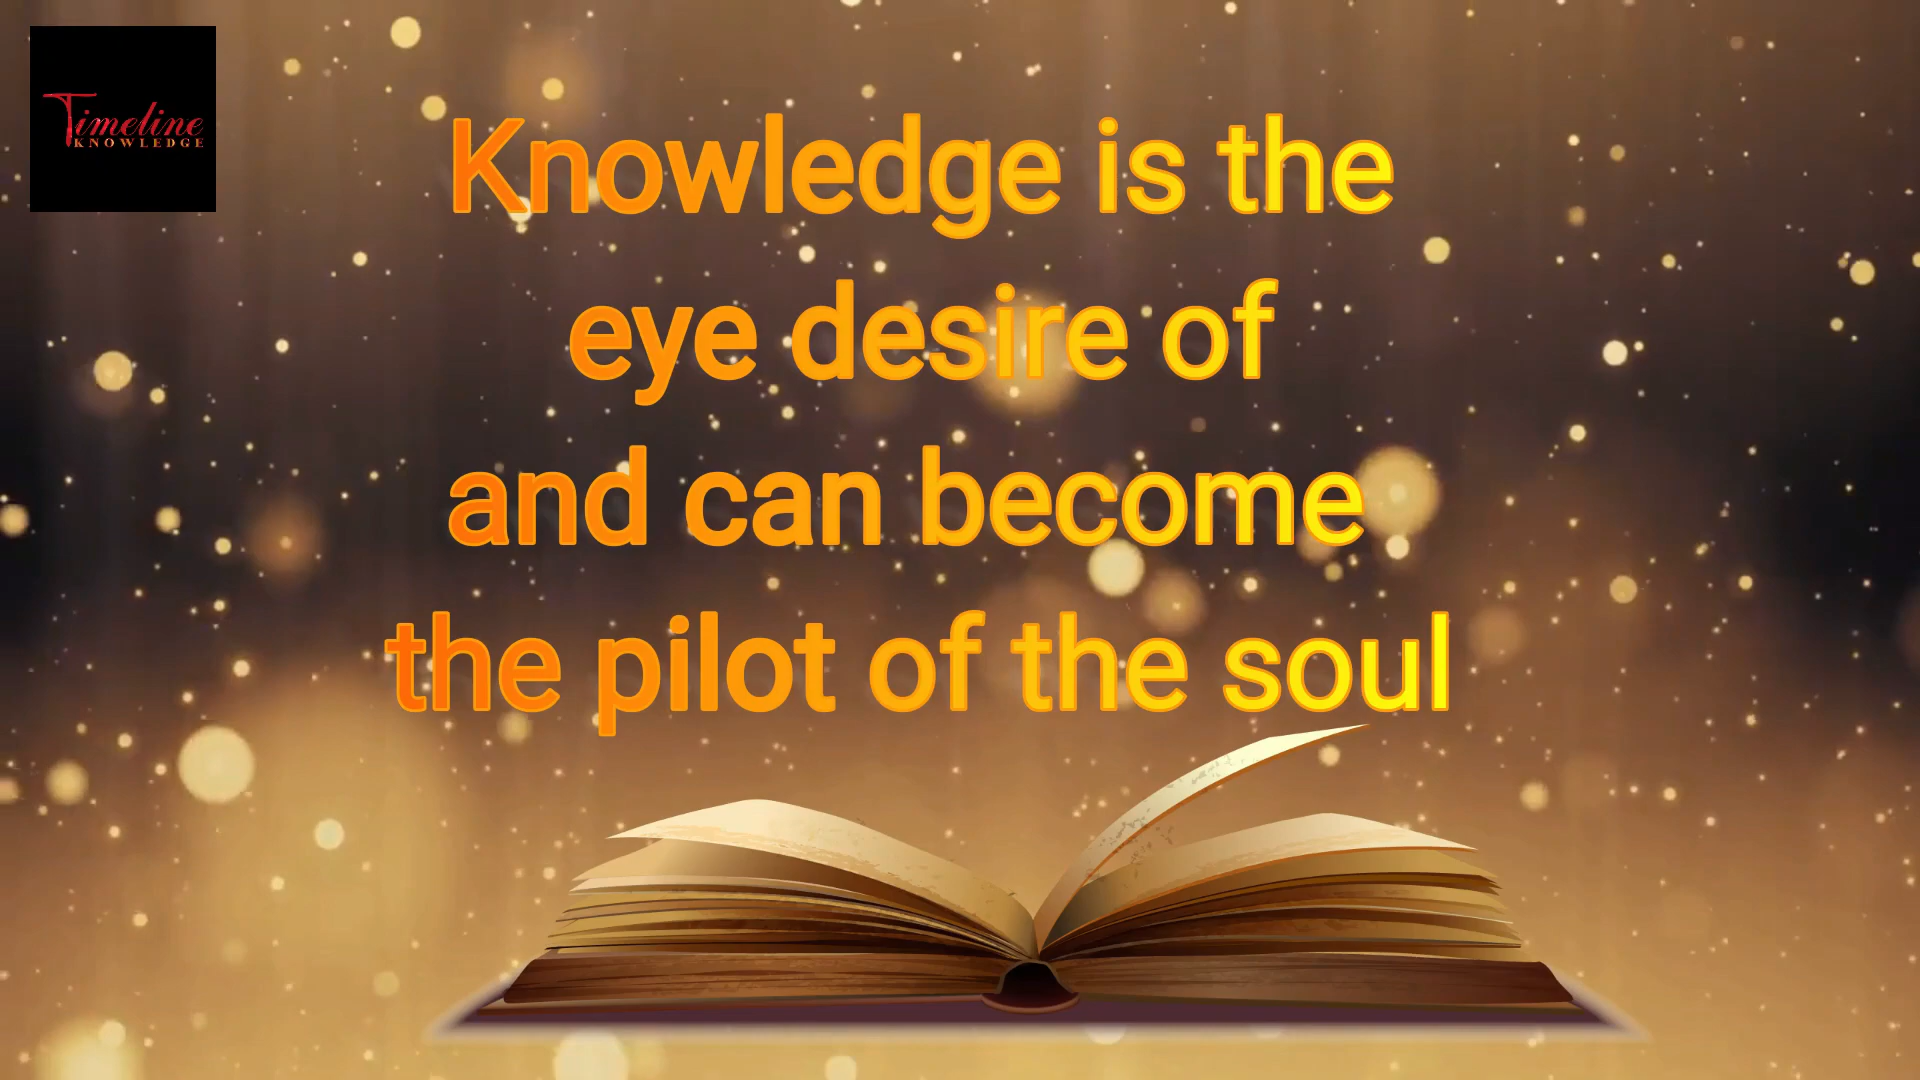 Timeline
KNOWLEDGE
Knowledge is the
eye desire of
and can become
the pilot of the soul